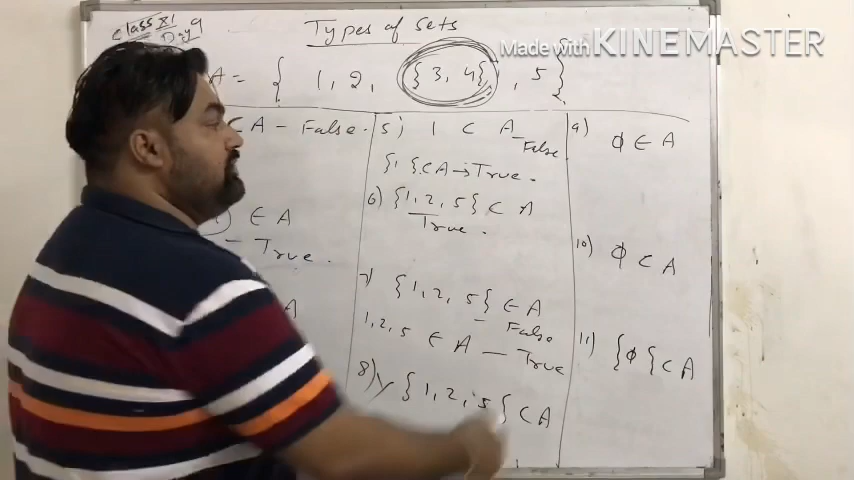 Class XI
Day 9
Types of Sets
Made with KINEMASTER
A = { 1, 2, { 3, 4 } , 5 }
⊂ A - False.
∈ A
- True.
A
5) 1 ⊂ A
- False
{1} ⊂ A → True.
6) {1, 2, 5} ⊂ A
True.
7) {1, 2, 5} ∈ A
- False
1, 2, 5 ∈ A - True
8) {1, 2, 5} ⊂ A
9) ϕ ∈ A
10) ϕ ⊂ A
11) {ϕ} ⊂ A